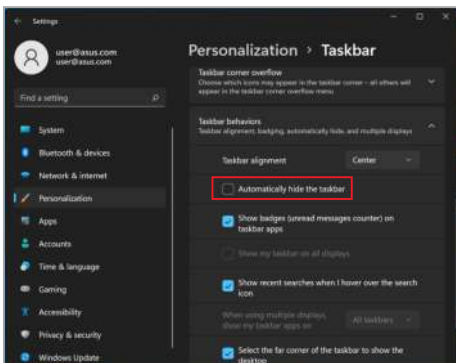 Settings
user@asus.com
user@asus.com
Find a setting
System
Bluetooth & devices
Network & internet
Personalization
Apps
Accounts
Time & language
Gaming
Accessibility
Privacy & security
Windows Update
Personalization > Taskbar
Taskbar corner overflow
Choose which icons may appear in the taskbar corner – all others will
appear in the taskbar corner overflow menu
Taskbar behaviors
Taskbar alignment, badging, automatically hide, and multiple displays
Taskbar alignment
Center
Automatically hide the taskbar
Show badges (unread messages counter) on
taskbar apps
Show my taskbar on all displays
Show recent searches when I hover over the search
icon
When using multiple displays,
show my taskbar apps on
All taskbars
Select the far corner of the taskbar to show the
desktop